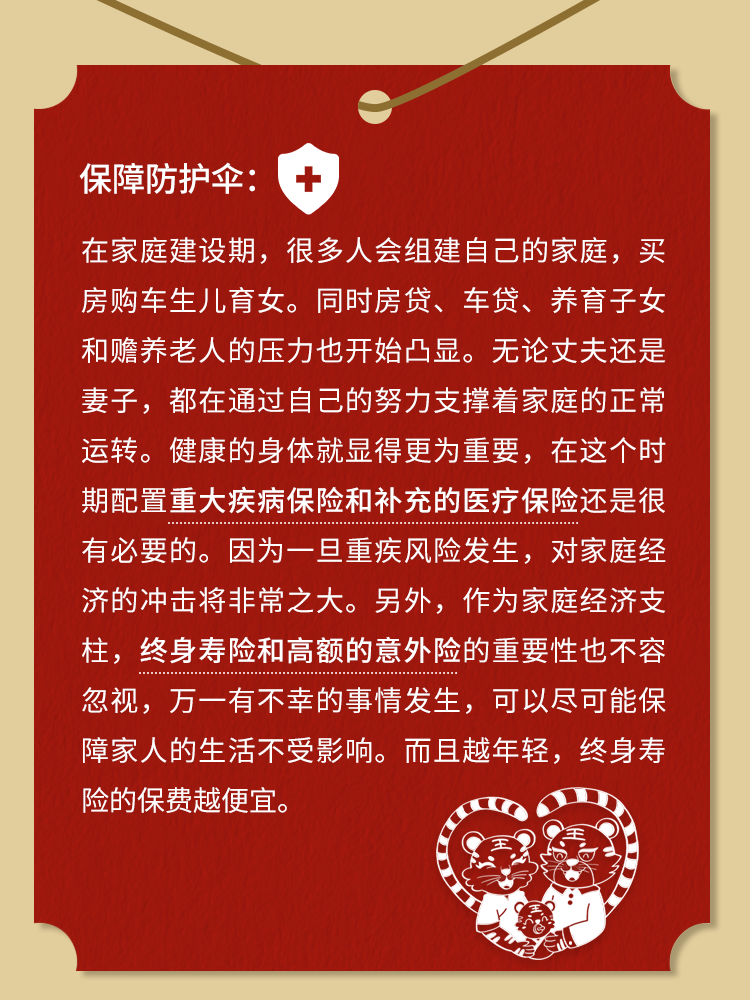 保障防护伞：
在家庭建设期，很多人会组建自己的家庭，买
房购车生儿育女。同时房贷、车贷、养育子女
和赡养老人的压力也开始凸显。无论丈夫还是
妻子，都在通过自己的努力支撑着家庭的正常
运转。健康的身体就显得更为重要，在这个时
期配置重大疾病保险和补充的医疗保险还是很
有必要的。因为一旦重疾风险发生，对家庭经
济的冲击将非常之大。另外，作为家庭经济支
柱，终身寿险和高额的意外险的重要性也不容
忽视，万一有不幸的事情发生，可以尽可能保
障家人的生活不受影响。而且越年轻，终身寿
险的保费越便宜。
王
王
王